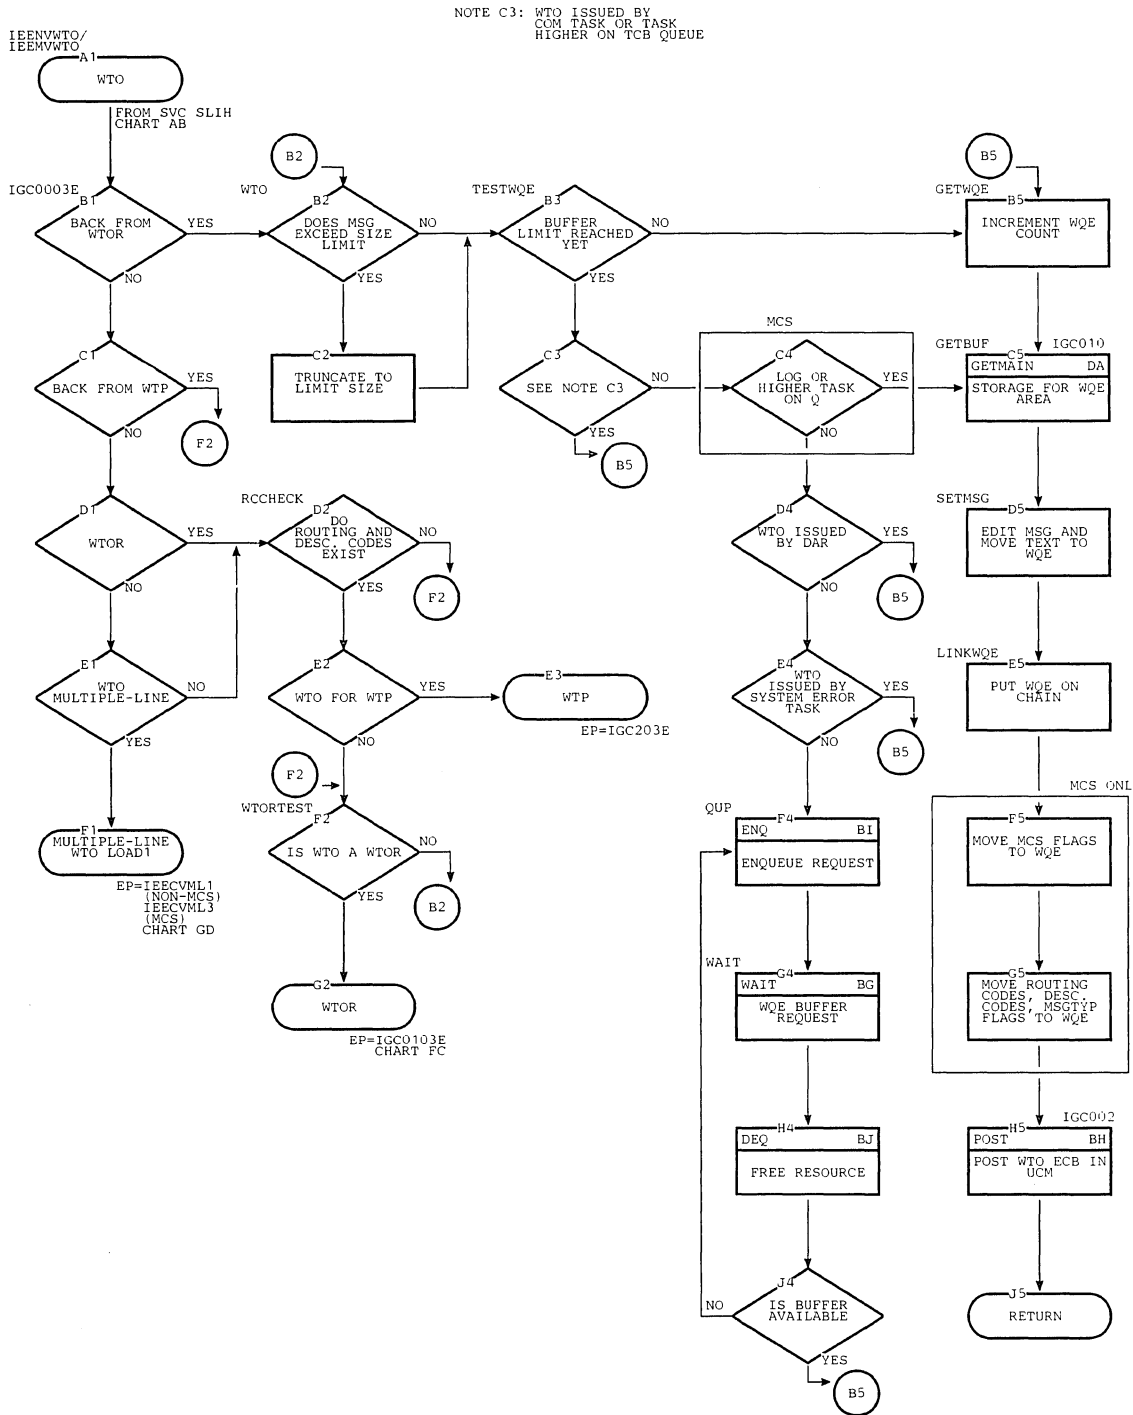 NOTE C3: WTO ISSUED BY
COM TASK OR TASK
HIGHER ON TCB QUEUE
IEENVWTO/
IEEMVWTO
A1
WTO
FROM SVC SLIH
CHART AB
B2
B5
IGC0003E
B1
BACK FROM
WTOR
YES
NO
WTO
B2
DOES MSG
EXCEED SIZE
LIMIT
NO
YES
TESTWQE
B3
BUFFER
LIMIT REACHED
YET
NO
YES
GETWQE
B5
INCREMENT WQE
COUNT
C1
BACK FROM WTP
YES
NO
F2
C2
TRUNCATE TO
LIMIT SIZE
C3
SEE NOTE C3
NO
YES
B5
MCS
C4
LOG OR
HIGHER TASK
ON Q
YES
NO
GETBUF
C5
IGC010
GETMAIN DA
STORAGE FOR WQE
AREA
D1
WTOR
YES
NO
RCCHECK
D2
DO
ROUTING AND
DESC. CODES
EXIST
NO
YES
F2
D4
WTO ISSUED
BY DAR
YES
NO
B5
SETMSG
D5
EDIT MSG AND
MOVE TEXT TO
WQE
E1
WTO
MULTIPLE-LINE
NO
YES
E2
WTO FOR WTP
YES
NO
E3
WTP
EP=IGC203E
E4
WTO
ISSUED BY
SYSTEM ERROR
TASK
YES
NO
B5
LINKWQE
E5
PUT WQE ON
CHAIN
F1
MULTIPLE-LINE
WTO LOAD1
EP=IEECVML1
(NON-MCS)
IEECVML3
(MCS)
CHART GD
F2
WTORTEST
F2
IS WTO A WTOR
NO
YES
B2
QUP
F4
ENQ BI
ENQUEUE REQUEST
MCS ONL
F5
MOVE MCS FLAGS
TO WQE
G2
WTOR
EP=IGC0103E
CHART FC
WAIT
G4
WAIT BG
WQE BUFFER
REQUEST
G5
MOVE ROUTING
CODES, DESC.
CODES, MSGTYP
FLAGS TO WQE
H4
DEQ BJ
FREE RESOURCE
IGC002
H5
POST BH
POST WTO ECB IN
UCM
J4
IS BUFFER
AVAILABLE
NO
YES
B5
J5
RETURN